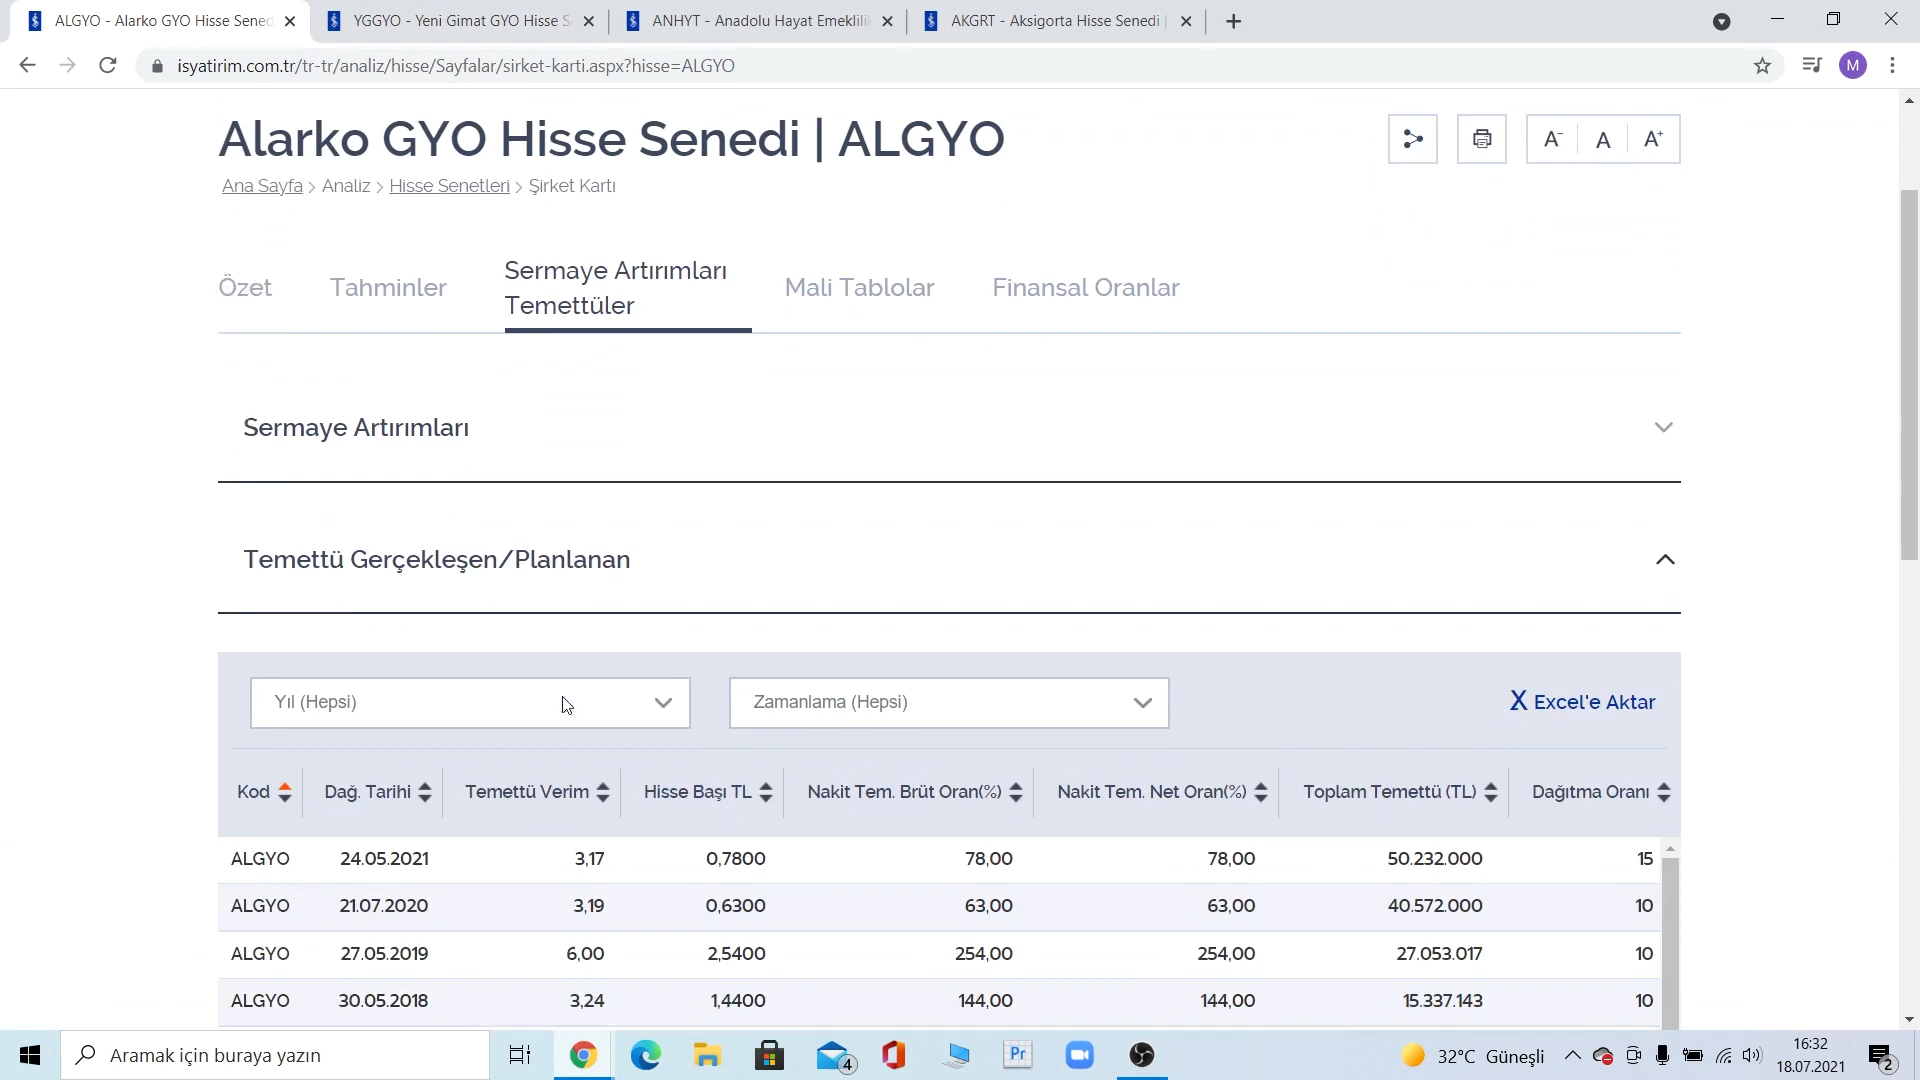 ALGYO - Alarko GYO Hisse Sened
YGGYO - Yeni Gimat GYO Hisse S
ANHYT - Anadolu Hayat Emeklilik
AKGRT - Aksigorta Hisse Senedi |
isyatirim.com.tr/tr-tr/analiz/hisse/Sayfalar/sirket-karti.aspx?hisse=ALGYO
M
Alarko GYO Hisse Senedi | ALGYO
A- A A+
Ana Sayfa > Analiz > Hisse Senetleri > Şirket Kartı
Özet
Tahminler
Sermaye Artırımları
Temettüler
Mali Tablolar
Finansal Oranlar
Sermaye Artırımları
Temettü Gerçekleşen/Planlanan
Yıl (Hepsi)
Zamanlama (Hepsi)
X Excel'e Aktar
Kod Dağ. Tarihi Temettü Verim Hisse Başı TL Nakit Tem. Brüt Oran(%) Nakit Tem. Net Oran(%) Toplam Temettü (TL) Dağıtma Oranı
ALGYO 24.05.2021 3,17 0,7800 78,00 78,00 50.232.000 15
ALGYO 21.07.2020 3,19 0,6300 63,00 63,00 40.572.000 10
ALGYO 27.05.2019 6,00 2,5400 254,00 254,00 27.053.017 10
ALGYO 30.05.2018 3,24 1,4400 144,00 144,00 15.337.143 10
Aramak için buraya yazın
4
Pr
32°C Güneşli
16:32
18.07.2021
2